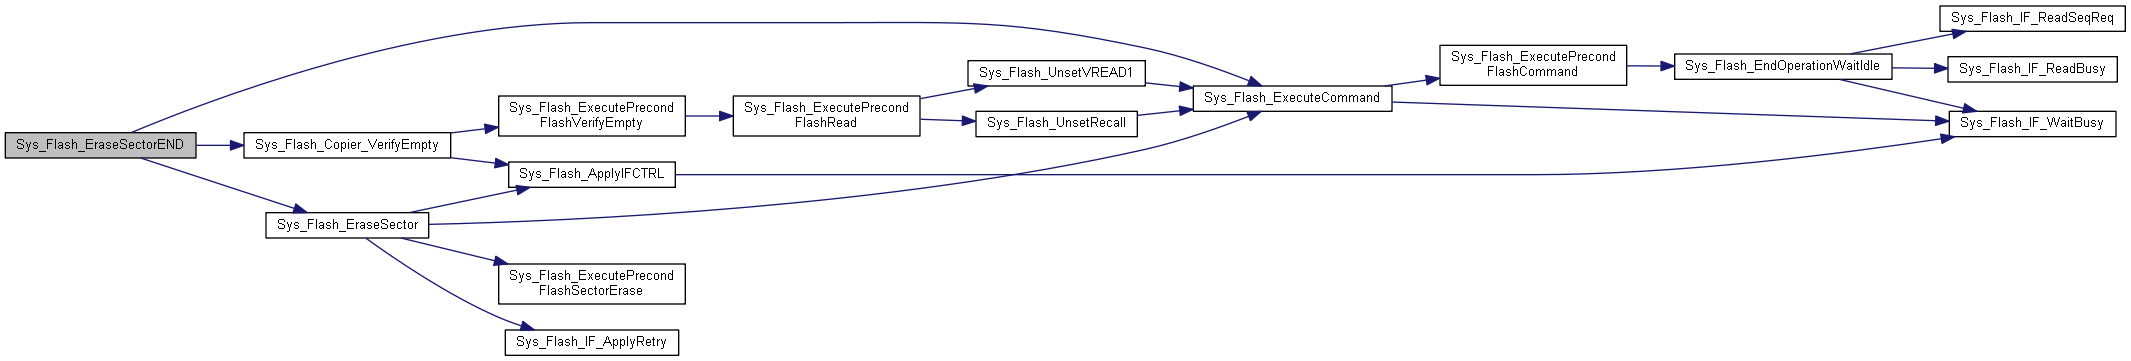 Sys_Flash_EraseSectorEND
Sys_Flash_Copier_VerifyEmpty
Sys_Flash_EraseSector
Sys_Flash_ExecutePrecond
FlashVerifyEmpty
Sys_Flash_ApplyIFCTRL
Sys_Flash_ExecutePrecond
FlashSectorErase
Sys_Flash_IF_ApplyRetry
Sys_Flash_ExecutePrecond
FlashRead
Sys_Flash_UnsetVREAD1
Sys_Flash_UnsetRecall
Sys_Flash_ExecuteCommand
Sys_Flash_ExecutePrecond
FlashCommand
Sys_Flash_EndOperationWaitIdle
Sys_Flash_IF_ReadSeqReq
Sys_Flash_IF_ReadBusy
Sys_Flash_IF_WaitBusy